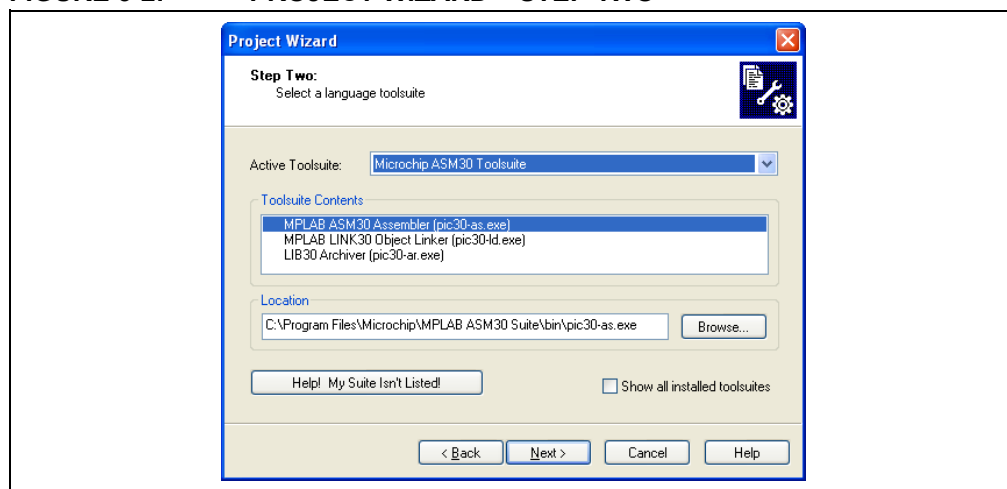 Project Wizard
Step Two:
Select a language toolsuite
Active Toolsuite: Microchip ASM30 Toolsuite
Toolsuite Contents
MPLAB ASM30 Assembler (pic30-as.exe)
MPLAB LINK30 Object Linker (pic30-ld.exe)
LIB30 Archiver (pic30-ar.exe)
Location
C:\Program Files\Microchip\MPLAB ASM30 Suite\bin\pic30-as.exe Browse...
Help! My Suite Isn't Listed! Show all installed toolsuites
< Back Next > Cancel Help